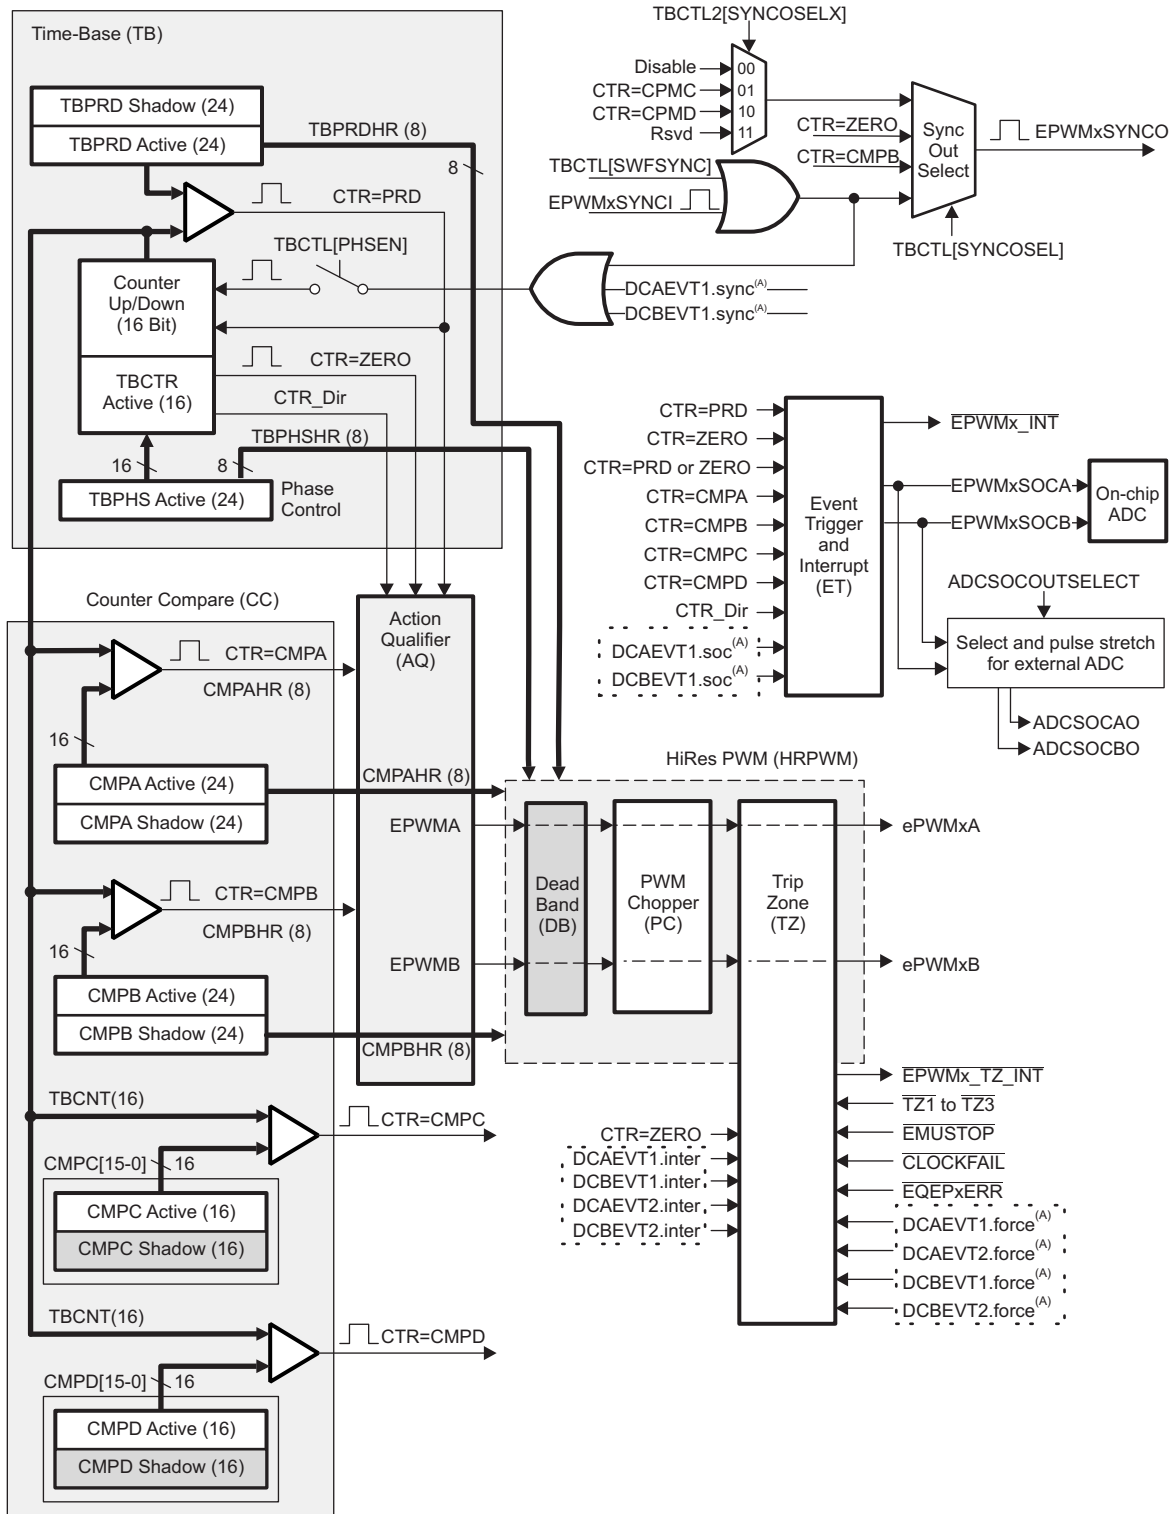 TBCTL2[SYNCOSELX]
Time-Base (TB)
Disable
00
CTR=CPMC
01
CTR=CPMD
10
Rsvd
11
TBPRD Shadow (24)
TBPRD Active (24)
TBPRDHR (8)
8
CTR=ZERO
CTR=CMPB
Sync
Out
Select
EPWMxSYNCO
TBCTL[SWFSYNC]
EPWMxSYNCI
TBCTL[SYNCOSEL]
CTR=PRD
TBCTL[PHSEN]
Counter
Up/Down
(16 Bit)
DCAEVT1.sync(A)
DCBEVT1.sync(A)
CTR=ZERO
TBCTR
Active (16)
CTR_Dir
TBPHSHR (8)
16
8
TBPHS Active (24)
Phase
Control
CTR=PRD
CTR=ZERO
CTR=PRD or ZERO
CTR=CMPA
CTR=CMPB
CTR=CMPC
CTR=CMPD
CTR_Dir
DCAEVT1.soc(A)
DCBEVT1.soc(A)
Event
Trigger
and
Interrupt
(ET)
EPWMx_INT
EPWMxSOCA
EPWMxSOCB
On-chip
ADC
ADCSOCOUTSELECT
Select and pulse stretch
for external ADC
ADCSOCAO
ADCSOCBO
Counter Compare (CC)
Action
Qualifier
(AQ)
CTR=CMPA
CMPAHR (8)
16
CMPA Active (24)
CMPA Shadow (24)
CMPAHR (8)
HiRes PWM (HRPWM)
EPWMA
ePWMxA
CTR=CMPB
CMPBHR (8)
16
Dead
Band
(DB)
PWM
Chopper
(PC)
Trip
Zone
(TZ)
EPWMB
ePWMxB
CMPB Active (24)
CMPB Shadow (24)
CMPBHR (8)
TBCNT(16)
CTR=CMPC
CMPC[15-0]
16
CMPC Active (16)
CMPC Shadow (16)
CTR=ZERO
DCAEVT1.inter
DCBEVT1.inter
DCAEVT2.inter
DCBEVT2.inter
EPWMx_TZ_INT
TZ1 to TZ3
EMUSTOP
CLOCKFAIL
EQEPxERR
DCAEVT1.force(A)
DCAEVT2.force(A)
DCBEVT1.force(A)
DCBEVT2.force(A)
TBCNT(16)
CTR=CMPD
CMPD[15-0]
16
CMPD Active (16)
CMPD Shadow (16)